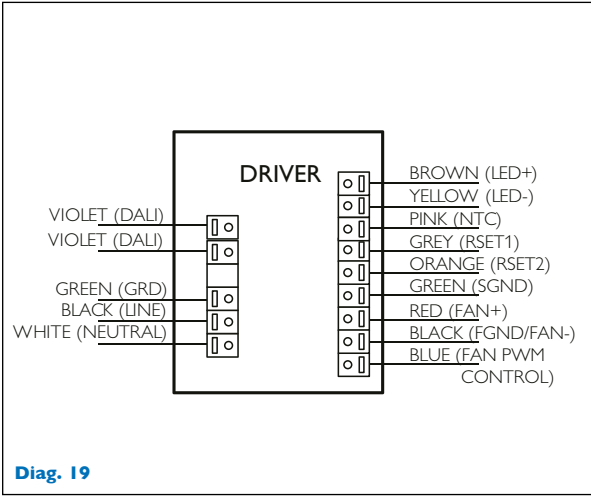 DRIVER
VIOLET (DALI)
VIOLET (DALI)
GREEN (GRD)
BLACK (LINE)
WHITE (NEUTRAL)
BROWN (LED+)
YELLOW (LED-)
PINK (NTC)
GREY (RSET1)
ORANGE (RSET2)
GREEN (SGND)
RED (FAN+)
BLACK (FGND/FAN-)
BLUE (FAN PWM
CONTROL)
Diag. 19